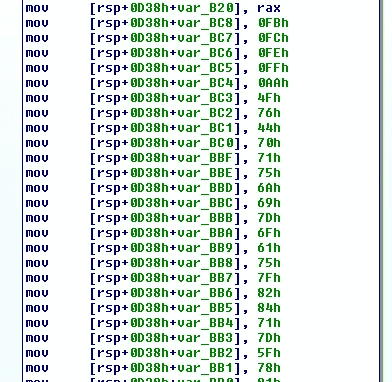 mov [rsp+0D38h+var_B20], rax
mov [rsp+0D38h+var_BC8], 0FBh
mov [rsp+0D38h+var_BC7], 0FCh
mov [rsp+0D38h+var_BC6], 0FEh
mov [rsp+0D38h+var_BC5], 0FFh
mov [rsp+0D38h+var_BC4], 0AAh
mov [rsp+0D38h+var_BC3], 4Fh
mov [rsp+0D38h+var_BC2], 76h
mov [rsp+0D38h+var_BC1], 44h
mov [rsp+0D38h+var_BC0], 70h
mov [rsp+0D38h+var_BBF], 71h
mov [rsp+0D38h+var_BBE], 75h
mov [rsp+0D38h+var_BBD], 6Ah
mov [rsp+0D38h+var_BBC], 69h
mov [rsp+0D38h+var_BBB], 7Dh
mov [rsp+0D38h+var_BBA], 6Fh
mov [rsp+0D38h+var_BB9], 61h
mov [rsp+0D38h+var_BB8], 75h
mov [rsp+0D38h+var_BB7], 7Fh
mov [rsp+0D38h+var_BB6], 82h
mov [rsp+0D38h+var_BB5], 84h
mov [rsp+0D38h+var_BB4], 71h
mov [rsp+0D38h+var_BB3], 7Dh
mov [rsp+0D38h+var_BB2], 5Fh
mov [rsp+0D38h+var_BB1], 78h